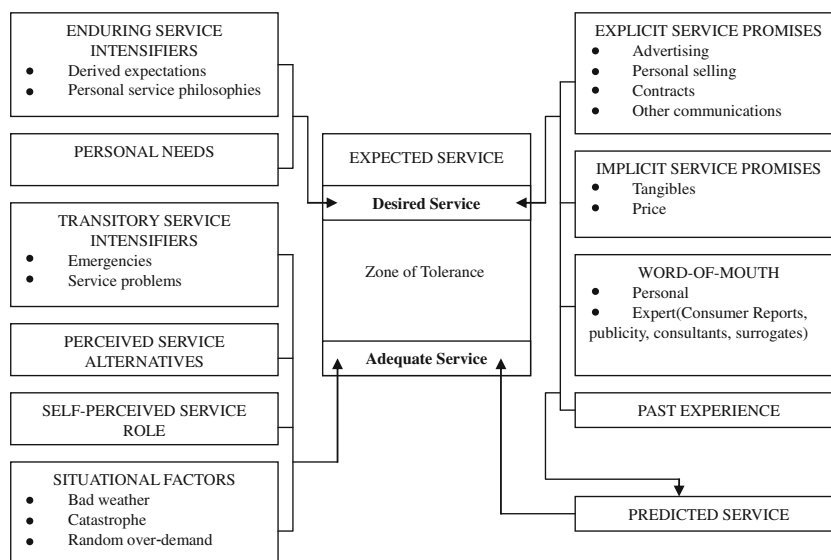 ENDURING SERVICE
INTENSIFIERS
● Derived expectations
● Personal service philosophies
PERSONAL NEEDS
TRANSITORY SERVICE
INTENSIFIERS
● Emergencies
● Service problems
PERCEIVED SERVICE
ALTERNATIVES
SELF-PERCEIVED SERVICE
ROLE
SITUATIONAL FACTORS
● Bad weather
● Catastrophe
● Random over-demand
EXPECTED SERVICE
Desired Service
Zone of Tolerance
Adequate Service
EXPLICIT SERVICE PROMISES
● Advertising
● Personal selling
● Contracts
● Other communications
IMPLICIT SERVICE PROMISES
● Tangibles
● Price
WORD-OF-MOUTH
● Personal
● Expert(Consumer Reports,
publicity, consultants, surrogates)
PAST EXPERIENCE
PREDICTED SERVICE